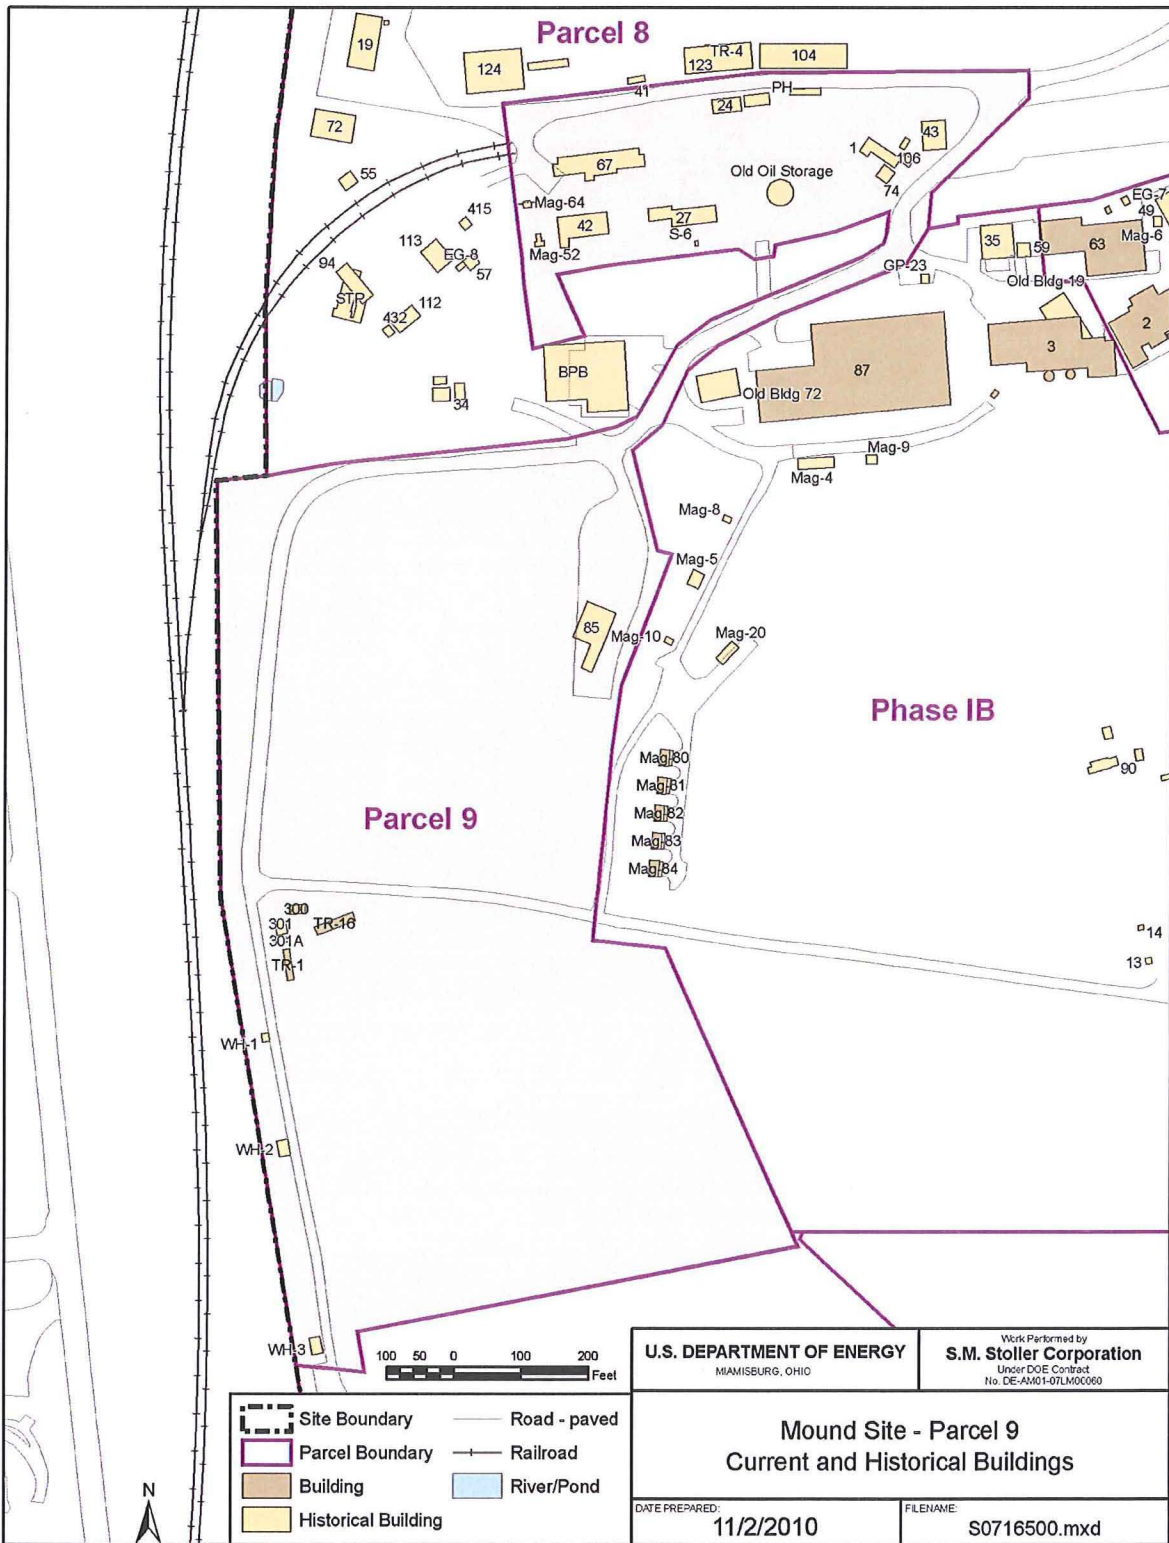 Parcel 8
19
124
TR-4
123
104
41
24
PH
72
43
1
106
67
74
55
Old Oil Storage
Mag-64
EG-7
415
42
27
49
S-6
Mag-6
113
Mag-52
35
59
63
EG-8
94
57
GP-23
Old Bldg 19
STR
112
432
2
3
BPB
87
34
Old Bldg 72
Mag-9
Mag-4
Mag-8
Mag-5
85
Mag-10
Mag-20
Phase IB
Mag-80
90
Mag-81
Mag-82
Parcel 9
Mag-83
Mag-84
300
301
TR-16
14
301A
TR-1
13
WH-1
WH-2
WH-3
100 50 0 100 200
Feet
U.S. DEPARTMENT OF ENERGY
MIAMISBURG, OHIO
Work Performed by
S.M. Stoller Corporation
Under DOE Contract
No. DE-AM01-07LM00060
Site Boundary
Road - paved
Parcel Boundary
Railroad
Building
River/Pond
Historical Building
N
Mound Site - Parcel 9
Current and Historical Buildings
DATE PREPARED:
11/2/2010
FILENAME:
S0716500.mxd